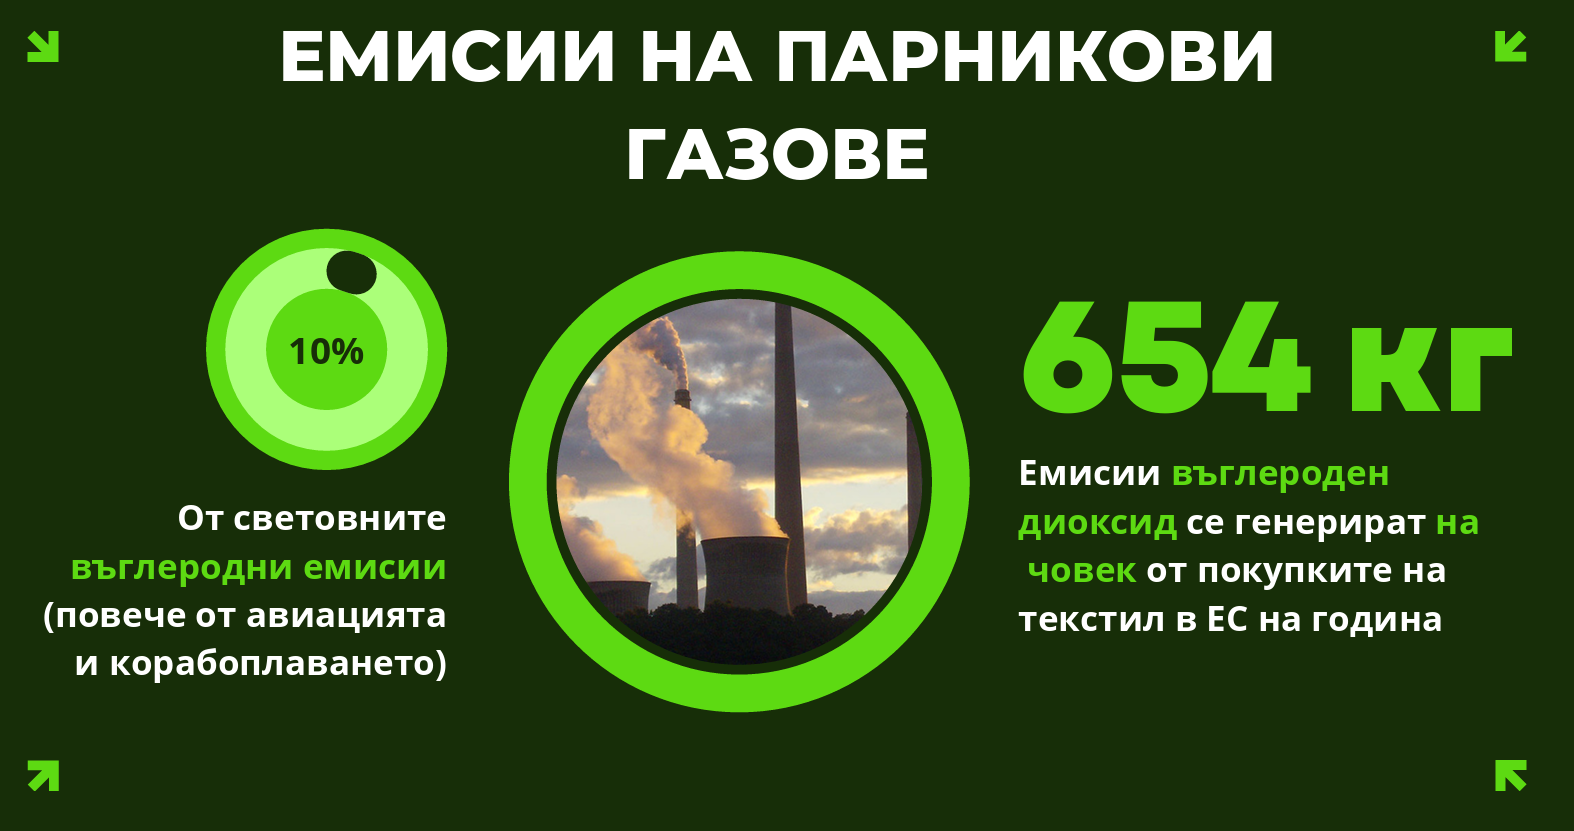 ЕМИСИИ НА ПАРНИКОВИ
ГАЗОВЕ
10%
От световните
въглеродни емисии
(повече от авиацията
и корабоплаването)
654 кг
Емисии въглероден
диоксид се генерират на
човек от покупките на
текстил в ЕС на година